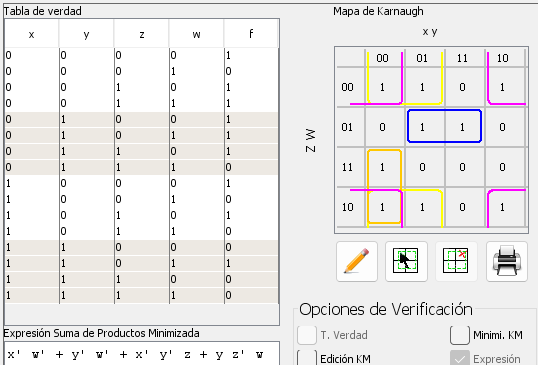 Tabla de verdad
x y z w f
0 0 0 0 1
0 0 0 1 0
0 0 1 0 1
0 0 1 1 1
0 1 0 0 1
0 1 0 1 1
0 1 1 0 1
0 1 1 1 0
1 0 0 0 1
1 0 0 1 0
1 0 1 0 1
1 0 1 1 0
1 1 0 0 0
1 1 0 1 1
1 1 1 0 0
1 1 1 1 0
Expresión Suma de Productos Minimizada
x' w' + y' w' + x' y' z + y z' w
Mapa de Karnaugh
x y
00 01 11 10
Z W
00 1 1 0 1
01 0 1 1 0
11 1 0 0 0
10 1 1 0 1
Opciones de Verificación
T. Verdad Minimi. KM
Edición KM Expresión